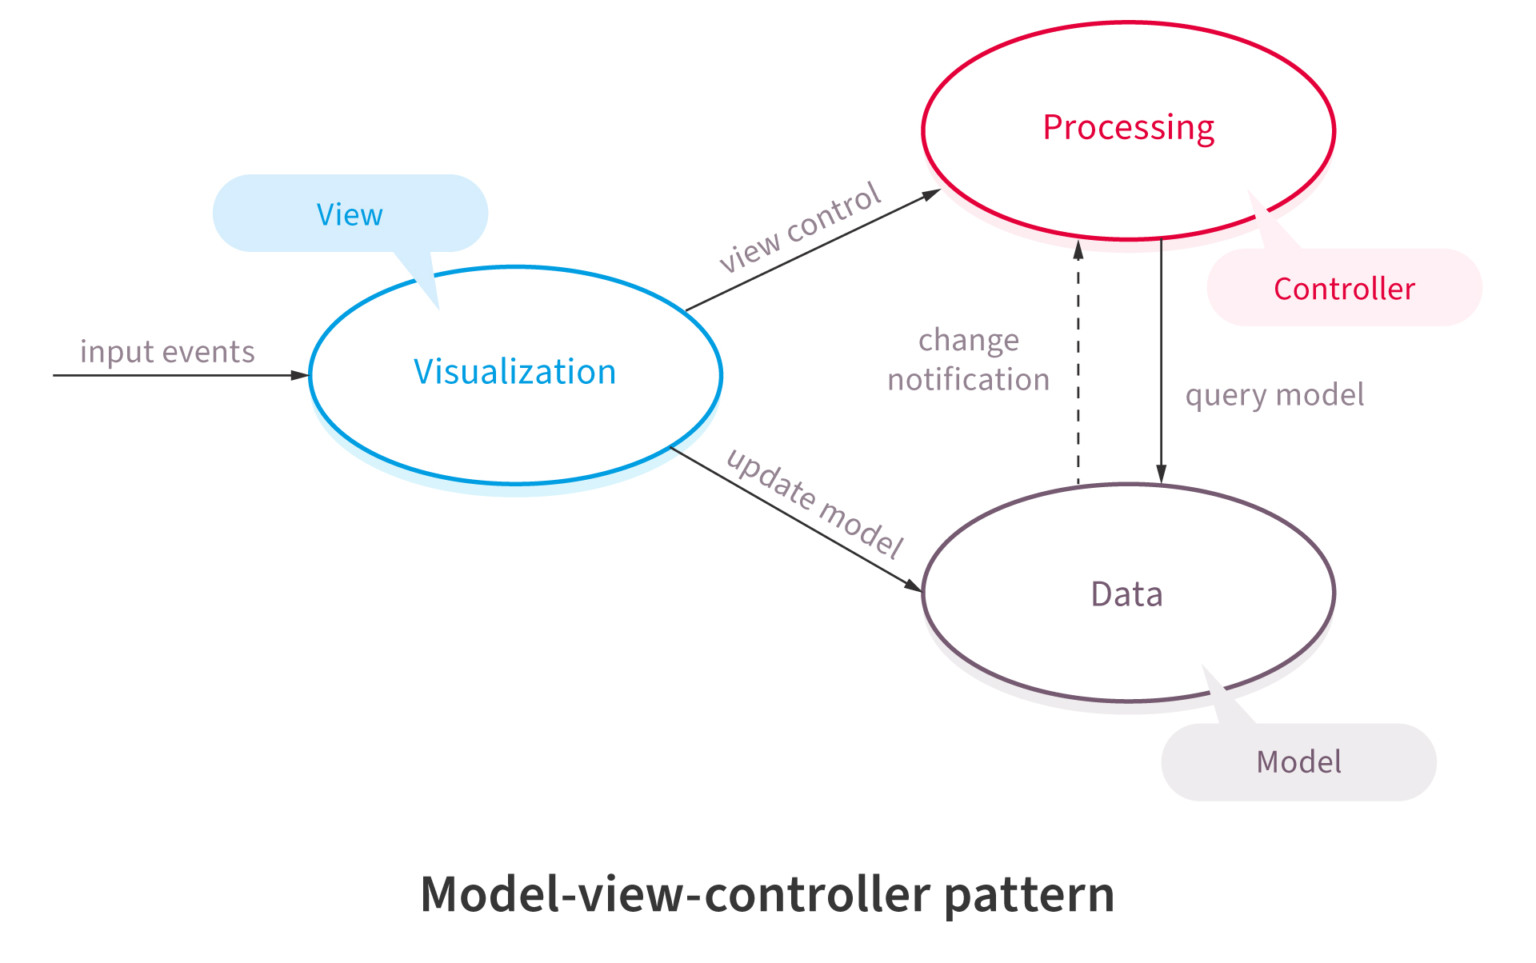 Processing
View
view control
Controller
input events
Visualization
change
notification
query model
update model
Data
Model
Model-view-controller pattern